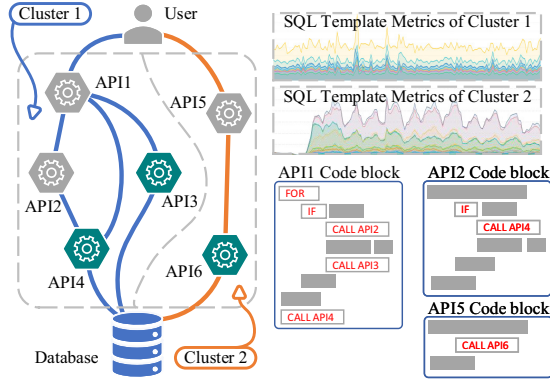 Cluster 1
User
API1
API5
API2
API3
API4
API6
Database
Cluster 2
SQL Template Metrics of Cluster 1
SQL Template Metrics of Cluster 2
API1 Code block
FOR
IF
CALL API2
CALL API3
CALL API4
API2 Code block
IF
CALL API4
API5 Code block
CALL API6